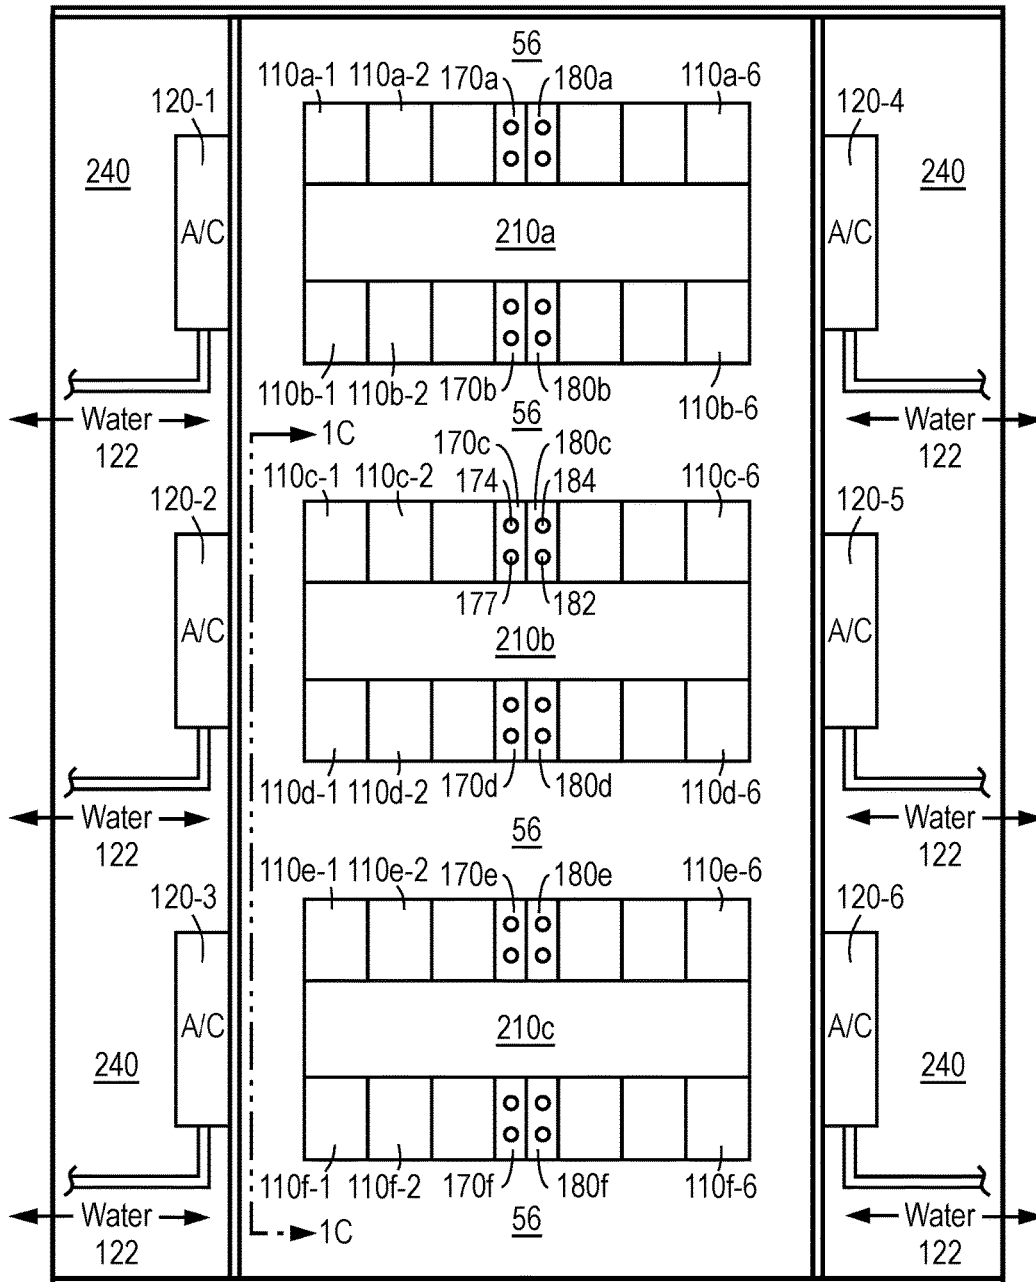 56
110a-1 110a-2 170a 180a 110a-6
120-1 120-4
240 240
A/C 210a A/C
110b-1 110b-2 170b 180b 110b-6
Water 56 Water
122 1C 122
170c 180c
110c-1 110c-2 174 184 110c-6
120-2 120-5
177 182
A/C 210b A/C
110d-1 110d-2 170d 180d 110d-6
Water 56 Water
122 122
110e-1 110e-2 170e 180e 110e-6
120-3 120-6
A/C 210c A/C
240 240
110f-1 110f-2 170f 180f 110f-6
Water 1C 56 Water
122 122